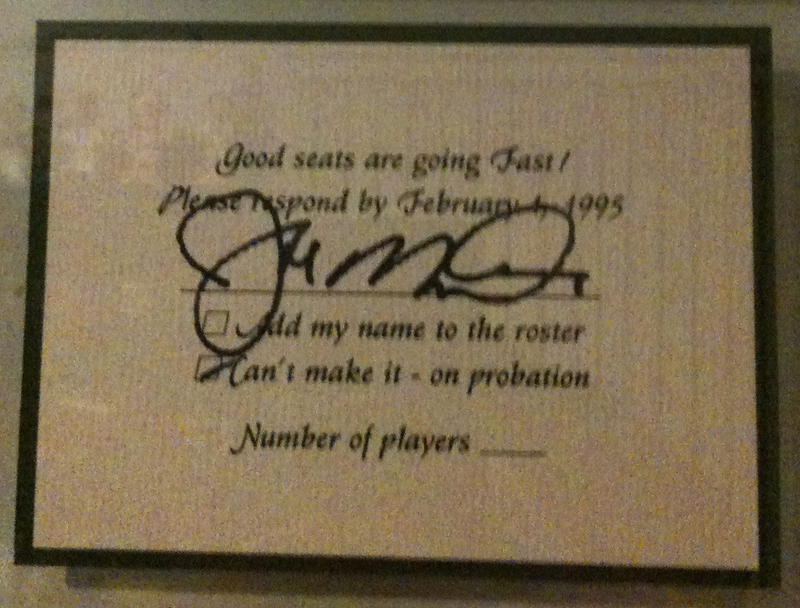 Good seats are going Fast!
Please respond by February 1, 1995
Add my name to the roster
Can't make it - on probation
Number of players